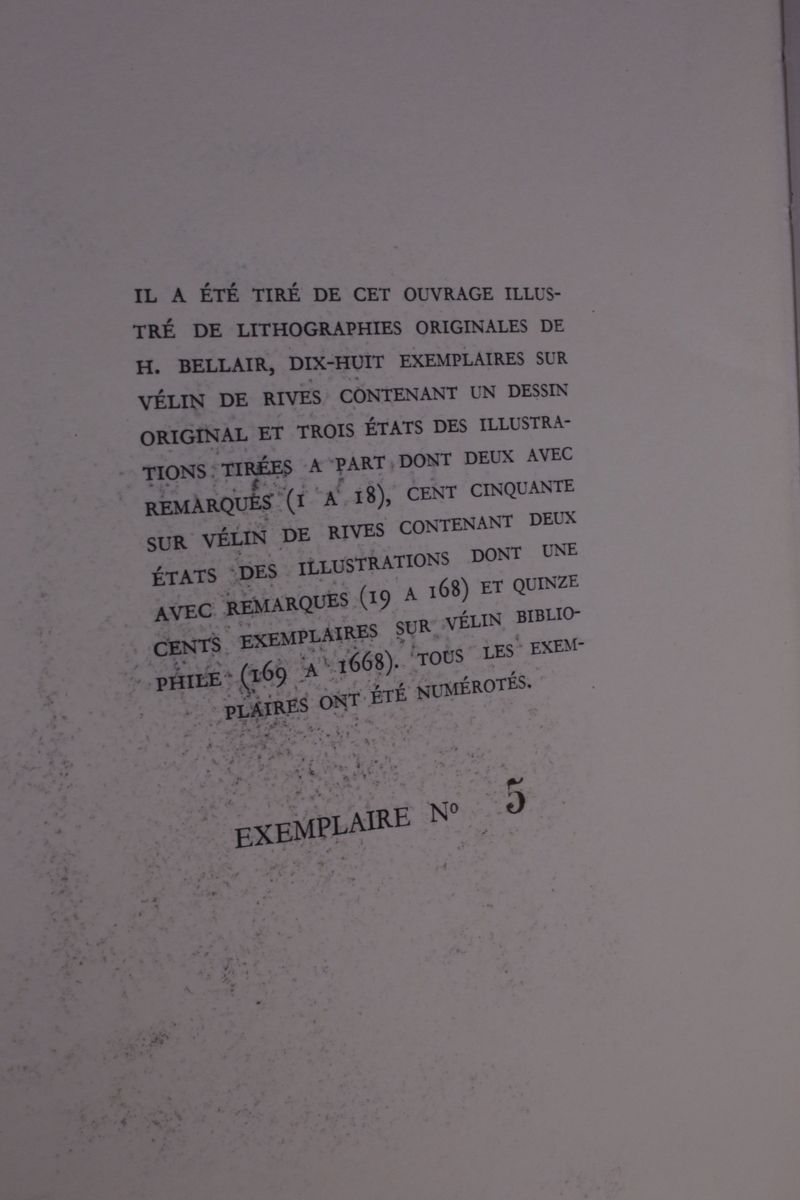 IL A ÉTÉ TIRÉ DE CET OUVRAGE ILLUS-
TRÉ DE LITHOGRAPHIES ORIGINALES DE
H. BELLAIR, DIX-HUIT EXEMPLAIRES SUR
VÉLIN DE RIVES CONTENANT UN DESSIN
ORIGINAL ET TROIS ÉTATS DES ILLUSTRA-
TIONS TIRÉES A PART DONT DEUX AVEC
REMARQUES (1 A 18), CENT CINQUANTE
SUR VÉLIN DE RIVES CONTENANT DEUX
ÉTATS DES ILLUSTRATIONS DONT UNE
AVEC REMARQUES (19 A 168) ET QUINZE
CENTS EXEMPLAIRES SUR VÉLIN BIBLIO-
PHILE (169 A 1668). TOUS LES EXEM-
PLAIRES ONT ÉTÉ NUMÉROTÉS.
EXEMPLAIRE Nº 5